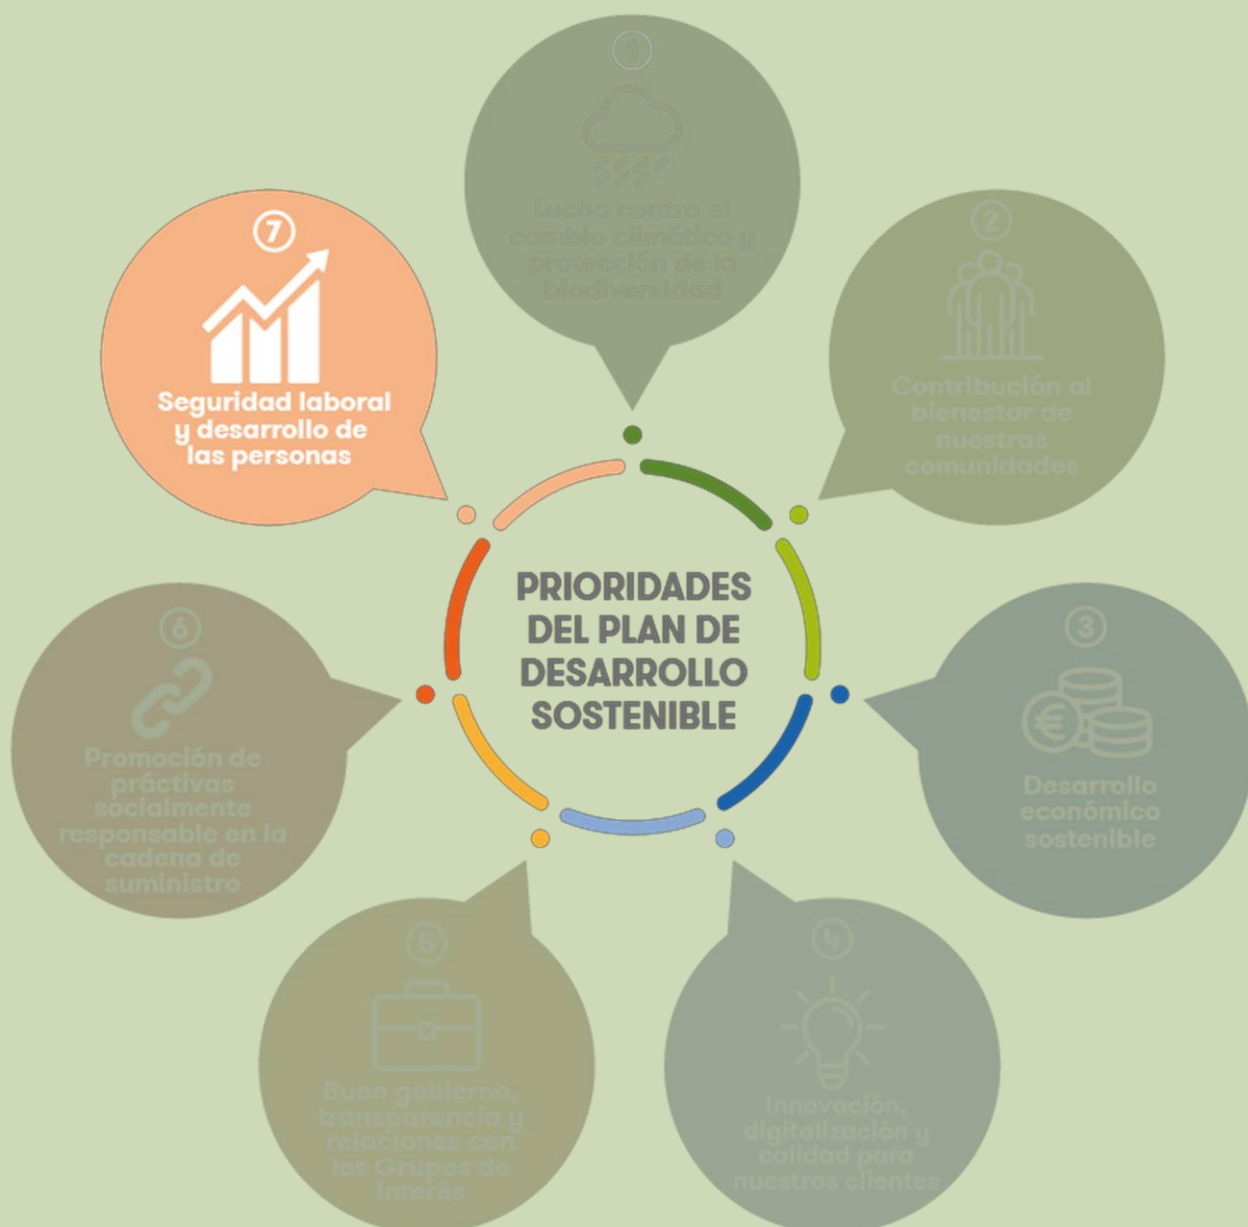 1
Lucha contra el
cambio climático y
protección de la
biodiversidad
2
Contribución al
bienestar de
nuestras
comunidades
3
€
Desarrollo
económico
sostenible
4
Innovación,
digitalización y
calidad para
nuestros clientes
5
Buen gobierno,
transparencia y
relaciones con
los Grupos de
interés
6
Promoción de
práctivas
socialmente
responsable en la
cadena de
suministro
7
Seguridad laboral
y desarrollo de
las personas
PRIORIDADES
DEL PLAN DE
DESARROLLO
SOSTENIBLE